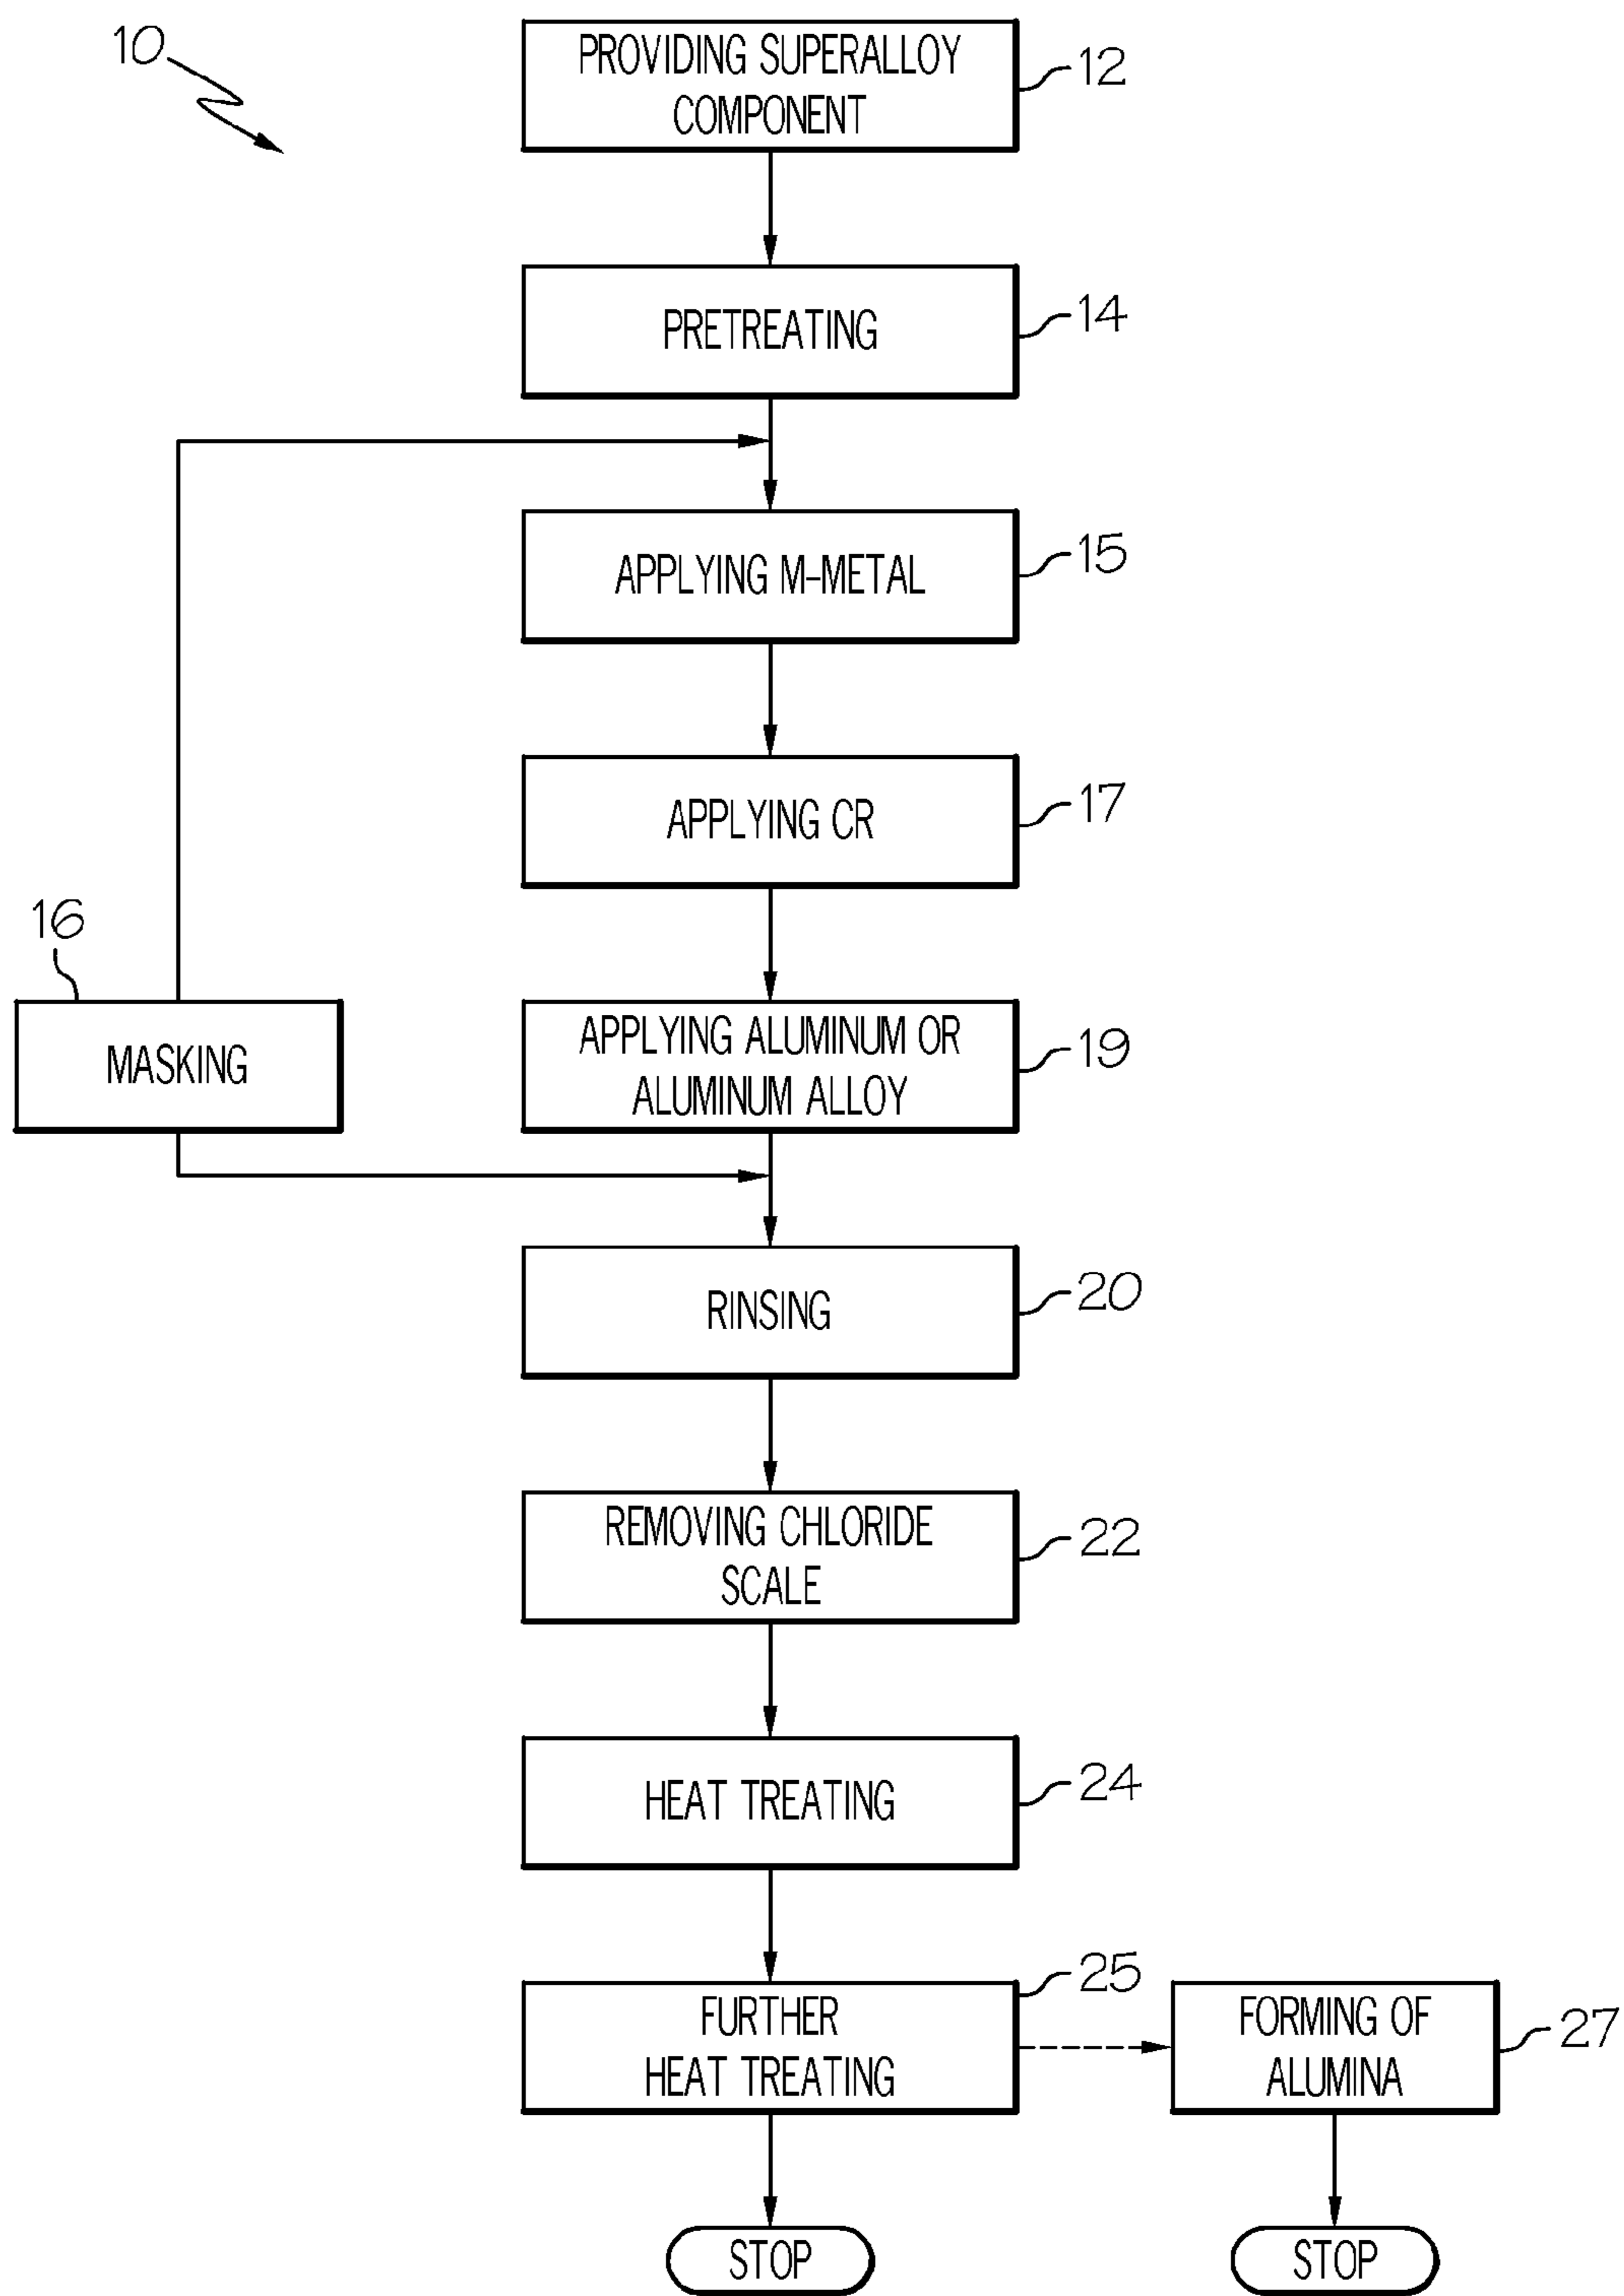 10
PROVIDING SUPERALLOY
COMPONENT
12
PRETREATING
14
APPLYING M-METAL
15
APPLYING CR
17
16
MASKING
APPLYING ALUMINUM OR
ALUMINUM ALLOY
19
RINSING
20
REMOVING CHLORIDE
SCALE
22
HEAT TREATING
24
FURTHER
HEAT TREATING
25
FORMING OF
ALUMINA
27
STOP
STOP